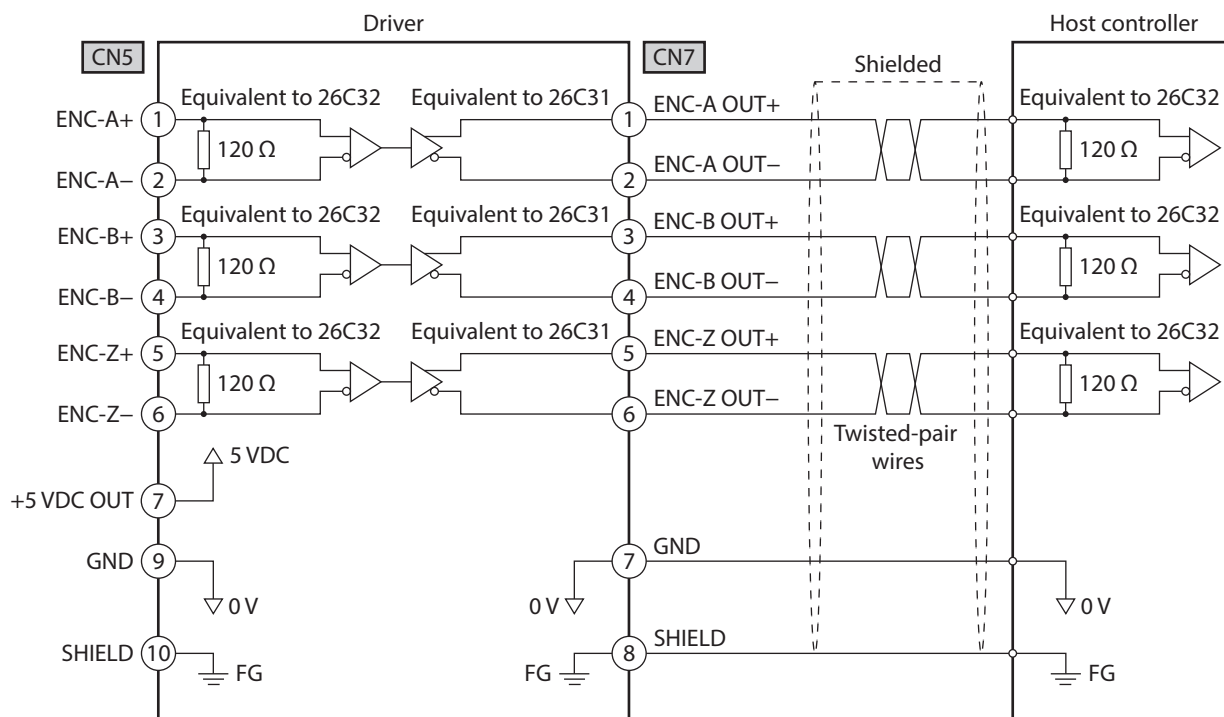 Driver
Host controller
CN5
CN7
Shielded
Equivalent to 26C32
Equivalent to 26C31
ENC-A OUT+
Equivalent to 26C32
ENC-A+
1
1
120 Ω
120 Ω
ENC-A−
2
2
ENC-A OUT−
Equivalent to 26C32
Equivalent to 26C31
ENC-B OUT+
Equivalent to 26C32
ENC-B+
3
3
120 Ω
120 Ω
ENC-B−
4
4
ENC-B OUT−
Equivalent to 26C32
Equivalent to 26C31
ENC-Z OUT+
Equivalent to 26C32
ENC-Z+
5
5
120 Ω
120 Ω
ENC-Z−
6
6
ENC-Z OUT−
Twisted-pair
wires
5 VDC
+5 VDC OUT
7
GND
9
7
GND
0 V
0 V
0 V
SHIELD
10
8
SHIELD
FG
FG
FG